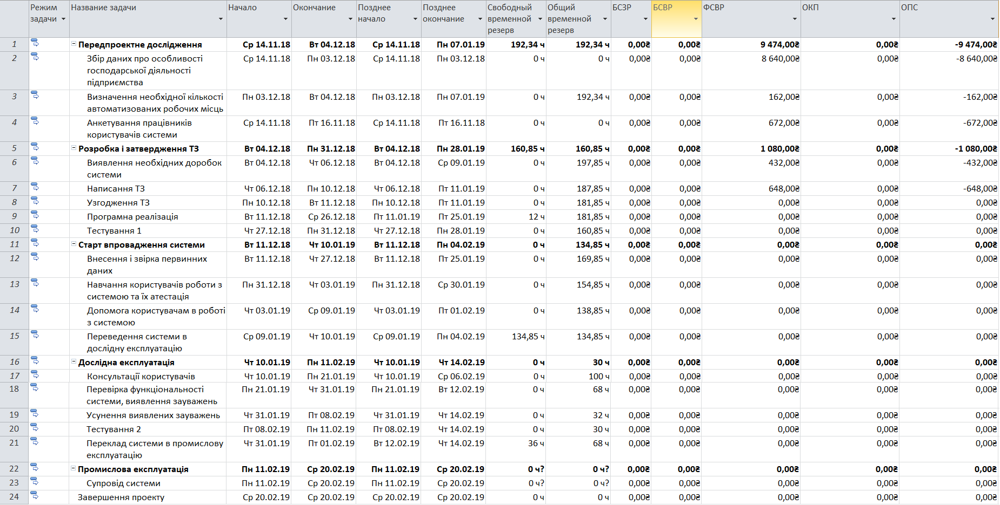 Режим задачи Название задачи Начало Окончание Позднее начало Позднее окончание Свободный временной резерв Общий временной резерв БСЗР БСВР ФСВР ОКП ОПС
1 Передпроектне дослідження Ср 14.11.18 Вт 04.12.18 Ср 14.11.18 Пн 07.01.19 192,34 ч 192,34 ч 0,00₴ 0,00₴ 9 474,00₴ 0,00₴ -9 474,00₴
2 Збір даних про особливості господарської діяльності підприємства Ср 14.11.18 Пн 03.12.18 Ср 14.11.18 Пн 03.12.18 0 ч 0 ч 0,00₴ 0,00₴ 8 640,00₴ 0,00₴ -8 640,00₴
3 Визначення необхідної кількості автоматизованих робочих місць Пн 03.12.18 Вт 04.12.18 Пн 03.12.18 Пн 07.01.19 0 ч 192,34 ч 0,00₴ 0,00₴ 162,00₴ 0,00₴ -162,00₴
4 Анкетування працівників користувачів системи Ср 14.11.18 Пт 16.11.18 Ср 14.11.18 Пт 16.11.18 0 ч 0 ч 0,00₴ 0,00₴ 672,00₴ 0,00₴ -672,00₴
5 Розробка і затвердження ТЗ Вт 04.12.18 Пн 31.12.18 Вт 04.12.18 Пн 28.01.19 160,85 ч 160,85 ч 0,00₴ 0,00₴ 1 080,00₴ 0,00₴ -1 080,00₴
6 Виявлення необхідних доробок системи Вт 04.12.18 Чт 06.12.18 Вт 04.12.18 Ср 09.01.19 0 ч 197,85 ч 0,00₴ 0,00₴ 432,00₴ 0,00₴ -432,00₴
7 Написання ТЗ Чт 06.12.18 Пн 10.12.18 Чт 06.12.18 Пт 11.01.19 0 ч 187,85 ч 0,00₴ 0,00₴ 648,00₴ 0,00₴ -648,00₴
8 Узгодження ТЗ Пн 10.12.18 Вт 11.12.18 Пн 10.12.18 Пт 11.01.19 0 ч 181,85 ч 0,00₴ 0,00₴ 0,00₴ 0,00₴ 0,00₴
9 Програмна реалізація Вт 11.12.18 Ср 26.12.18 Пт 11.01.19 Пт 25.01.19 12 ч 181,85 ч 0,00₴ 0,00₴ 0,00₴ 0,00₴ 0,00₴
10 Тестування 1 Чт 27.12.18 Пн 31.12.18 Чт 27.12.18 Пн 28.01.19 0 ч 160,85 ч 0,00₴ 0,00₴ 0,00₴ 0,00₴ 0,00₴
11 Старт впровадження системи Вт 11.12.18 Чт 10.01.19 Вт 11.12.18 Пн 04.02.19 0 ч 134,85 ч 0,00₴ 0,00₴ 0,00₴ 0,00₴ 0,00₴
12 Внесення і звірка первинних даних Вт 11.12.18 Чт 27.12.18 Вт 11.12.18 Пт 25.01.19 0 ч 169,85 ч 0,00₴ 0,00₴ 0,00₴ 0,00₴ 0,00₴
13 Навчання користувачів роботи з системою та їх атестація Пн 31.12.18 Чт 03.01.19 Пн 31.12.18 Ср 30.01.19 0 ч 154,85 ч 0,00₴ 0,00₴ 0,00₴ 0,00₴ 0,00₴
14 Допомога користувачам в роботі з системою Чт 03.01.19 Ср 09.01.19 Чт 03.01.19 Пт 01.02.19 0 ч 138,85 ч 0,00₴ 0,00₴ 0,00₴ 0,00₴ 0,00₴
15 Переведення системи в дослідну експлуатацію Ср 09.01.19 Чт 10.01.19 Ср 09.01.19 Пн 04.02.19 134,85 ч 134,85 ч 0,00₴ 0,00₴ 0,00₴ 0,00₴ 0,00₴
16 Дослідна експлуатація Чт 10.01.19 Пн 11.02.19 Чт 10.01.19 Чт 14.02.19 0 ч 30 ч 0,00₴ 0,00₴ 0,00₴ 0,00₴ 0,00₴
17 Консультації користувачів Чт 10.01.19 Пн 21.01.19 Чт 10.01.19 Ср 06.02.19 0 ч 100 ч 0,00₴ 0,00₴ 0,00₴ 0,00₴ 0,00₴
18 Перевірка функціональності системи, виявлення зауважень Пн 21.01.19 Чт 31.01.19 Пн 21.01.19 Вт 12.02.19 0 ч 68 ч 0,00₴ 0,00₴ 0,00₴ 0,00₴ 0,00₴
19 Усунення виявлених зауважень Чт 31.01.19 Пт 08.02.19 Чт 31.01.19 Чт 14.02.19 0 ч 32 ч 0,00₴ 0,00₴ 0,00₴ 0,00₴ 0,00₴
20 Тестування 2 Пт 08.02.19 Пн 11.02.19 Пт 08.02.19 Чт 14.02.19 0 ч 30 ч 0,00₴ 0,00₴ 0,00₴ 0,00₴ 0,00₴
21 Переклад системи в промислову експлуатацію Чт 31.01.19 Пт 01.02.19 Вт 12.02.19 Чт 14.02.19 36 ч 68 ч 0,00₴ 0,00₴ 0,00₴ 0,00₴ 0,00₴
22 Промислова експлуатація Пн 11.02.19 Ср 20.02.19 Пн 11.02.19 Ср 20.02.19 0 ч? 0 ч? 0,00₴ 0,00₴ 0,00₴ 0,00₴ 0,00₴
23 Супровід системи Пн 11.02.19 Ср 20.02.19 Пн 11.02.19 Ср 20.02.19 0 ч? 0 ч? 0,00₴ 0,00₴ 0,00₴ 0,00₴ 0,00₴
24 Завершення проекту Ср 20.02.19 Ср 20.02.19 Ср 20.02.19 Ср 20.02.19 0 ч 0 ч 0,00₴ 0,00₴ 0,00₴ 0,00₴ 0,00₴